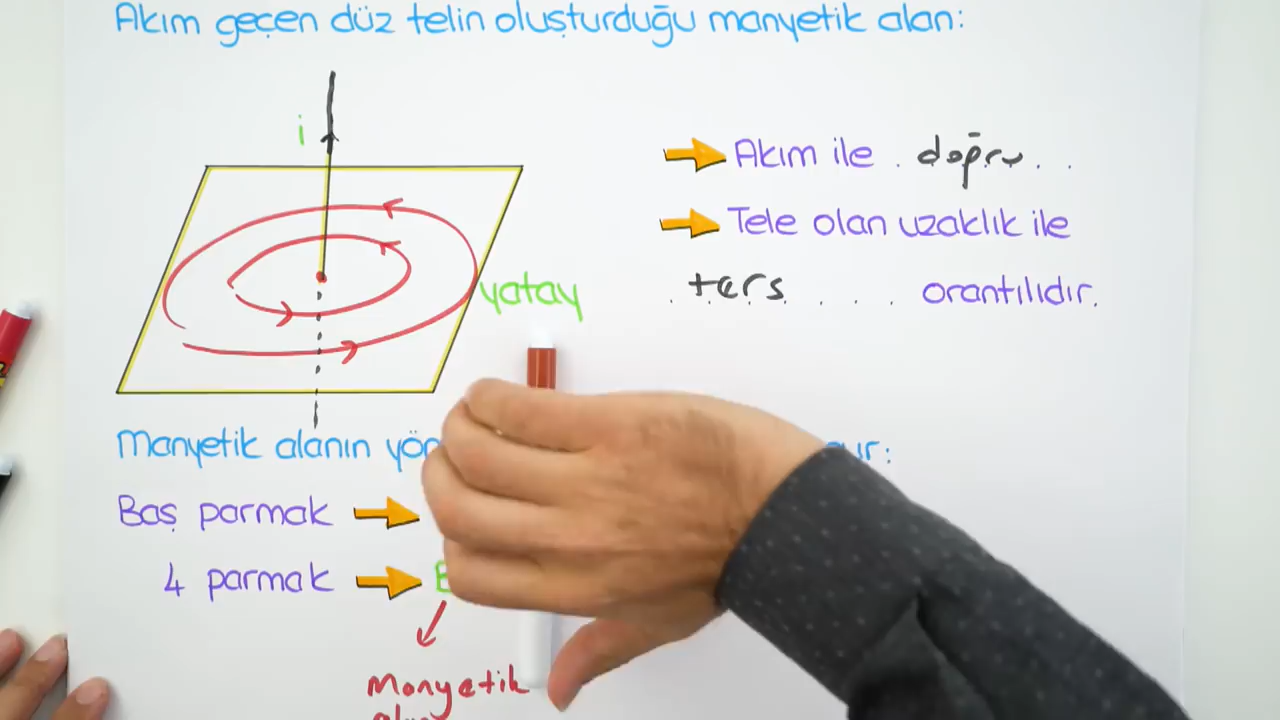 Akım geçen düz telin oluşturduğu manyetik alan:
i
Akım ile . doğru . .
Tele olan uzaklık ile
. ters . . . orantılıdır.
yatay
Manyetik alanın
Baş parmak
4 parmak
Manyetik